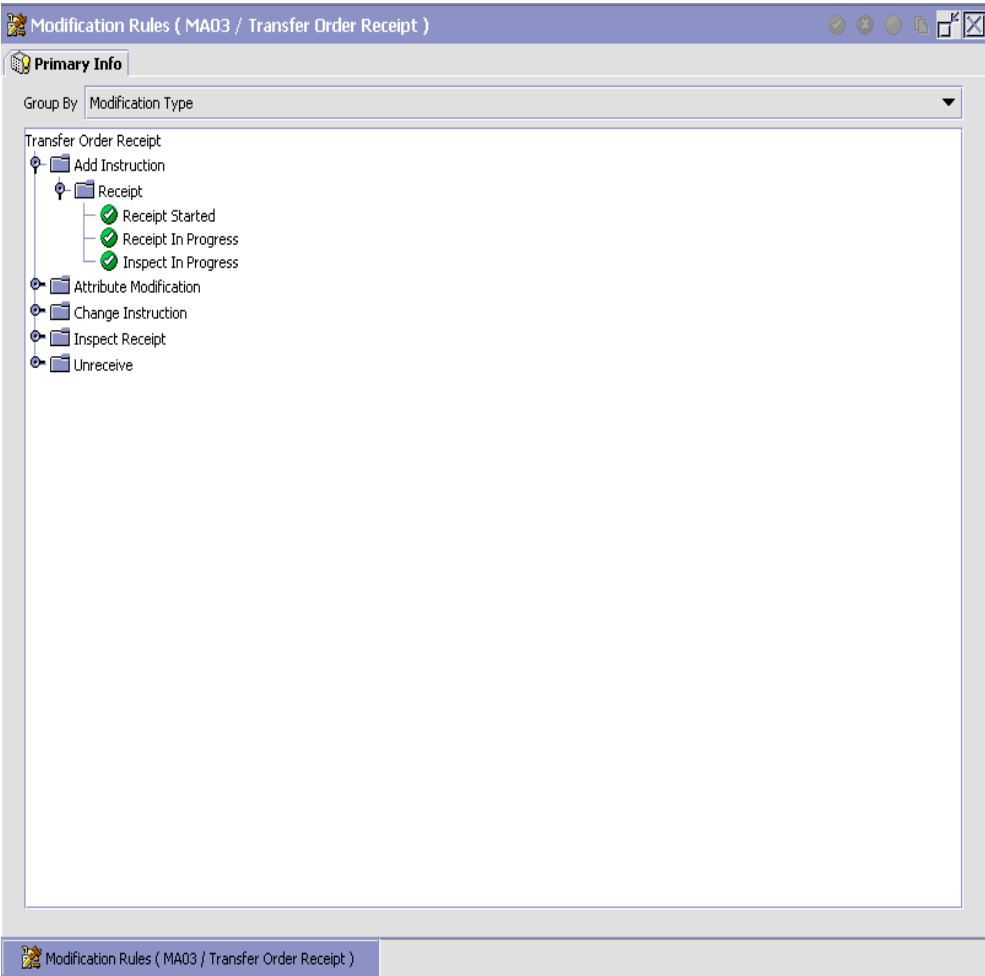 Modification Rules ( MA03 / Transfer Order Receipt )
Primary Info
Group By Modification Type
Transfer Order Receipt
Add Instruction
Receipt
Receipt Started
Receipt In Progress
Inspect In Progress
Attribute Modification
Change Instruction
Inspect Receipt
Unreceive
Modification Rules ( MA03 / Transfer Order Receipt )